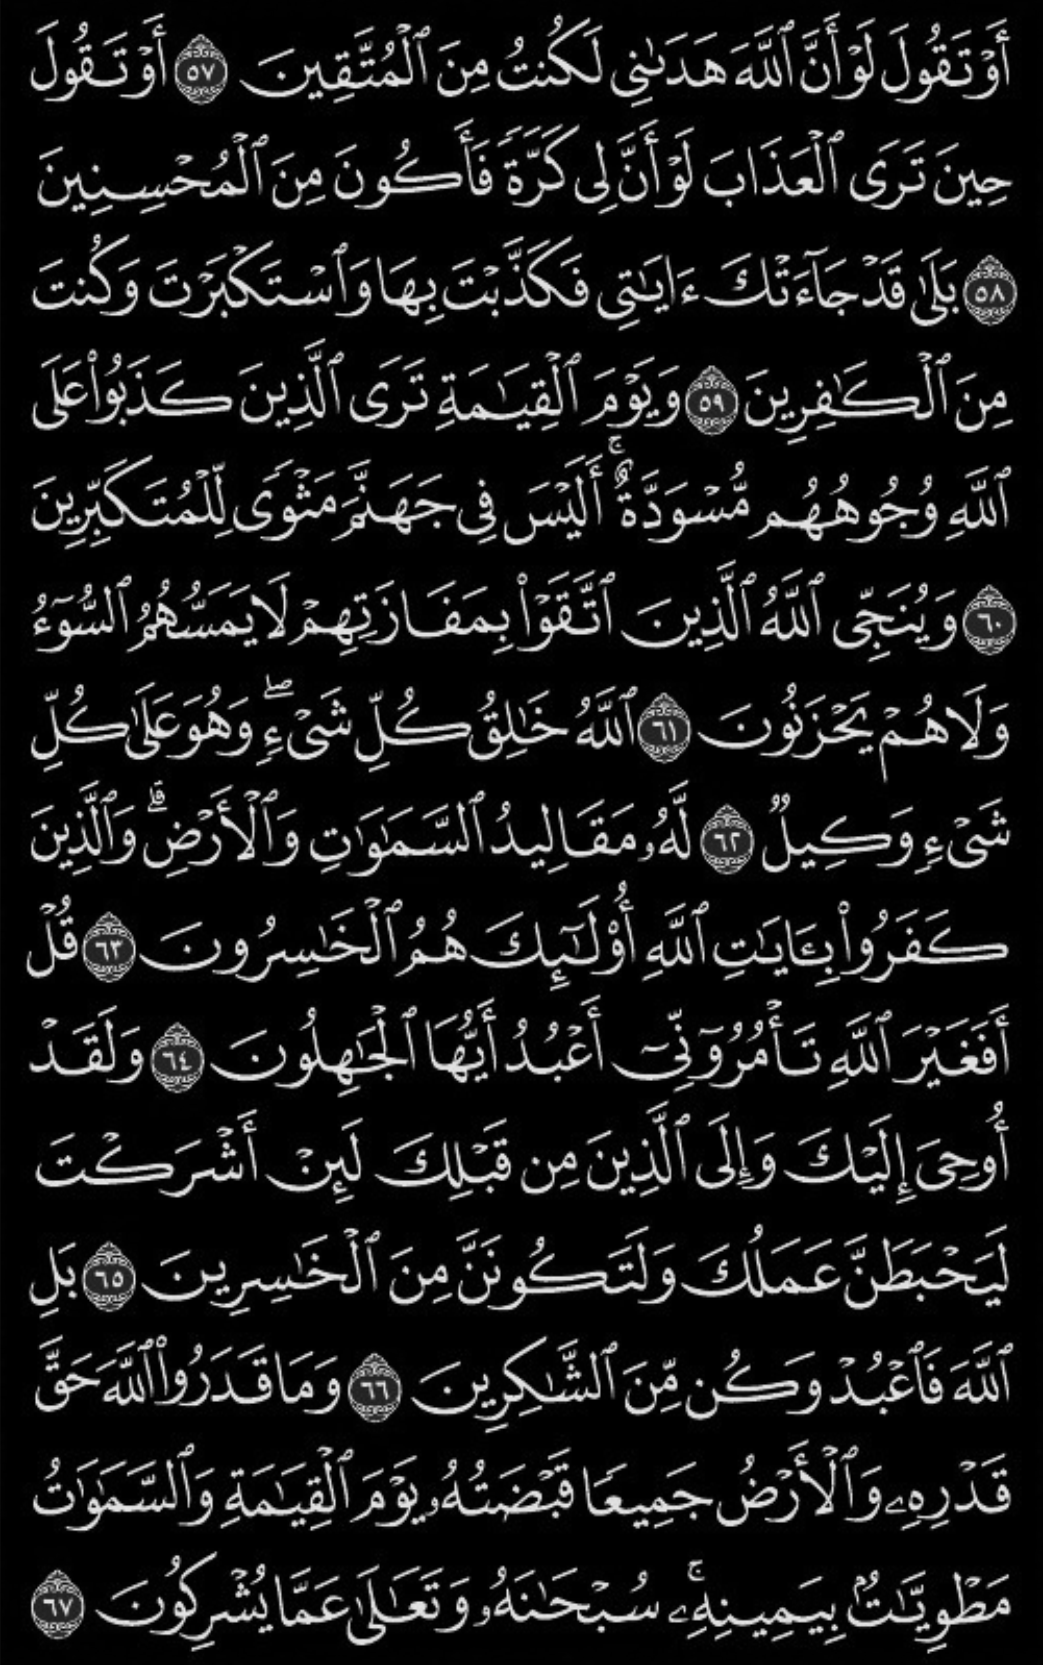 أَوْ تَقُولَ لَوْ أَنَّ ٱللَّهَ هَدَىٰنِى لَكُنتُ مِنَ ٱلْمُتَّقِينَ ٥٧ أَوْ تَقُولَ
حِينَ تَرَى ٱلْعَذَابَ لَوْ أَنَّ لِى كَرَّةً فَأَكُونَ مِنَ ٱلْمُحْسِنِينَ
٥٨ بَلَىٰ قَدْ جَآءَتْكَ ءَايَـٰتِى فَكَذَّبْتَ بِهَا وَٱسْتَكْبَرْتَ وَكُنتَ
مِنَ ٱلْكَـٰفِرِينَ ٥٩ وَيَوْمَ ٱلْقِيَـٰمَةِ تَرَى ٱلَّذِينَ كَذَبُوا۟ عَلَى
ٱللَّهِ وُجُوهُهُم مُّسْوَدَّةٌ ۚ أَلَيْسَ فِى جَهَنَّمَ مَثْوًى لِّلْمُتَكَبِّرِينَ
٦٠ وَيُنَجِّى ٱللَّهُ ٱلَّذِينَ ٱتَّقَوْا۟ بِمَفَازَتِهِمْ لَا يَمَسُّهُمُ ٱلسُّوٓءُ
وَلَا هُمْ يَحْزَنُونَ ٦١ ٱللَّهُ خَـٰلِقُ كُلِّ شَىْءٍ ۖ وَهُوَ عَلَىٰ كُلِّ
شَىْءٍ وَكِيلٌ ٦٢ لَّهُۥ مَقَالِيدُ ٱلسَّمَـٰوَٰتِ وَٱلْأَرْضِ ۗ وَٱلَّذِينَ
كَفَرُوا۟ بِـَٔايَـٰتِ ٱللَّهِ أُو۟لَـٰٓئِكَ هُمُ ٱلْخَـٰسِرُونَ ٦٣ قُلْ
أَفَغَيْرَ ٱللَّهِ تَأْمُرُوٓنِّىٓ أَعْبُدُ أَيُّهَا ٱلْجَـٰهِلُونَ ٦٤ وَلَقَدْ
أُوحِىَ إِلَيْكَ وَإِلَى ٱلَّذِينَ مِن قَبْلِكَ لَئِنْ أَشْرَكْتَ
لَيَحْبَطَنَّ عَمَلُكَ وَلَتَكُونَنَّ مِنَ ٱلْخَـٰسِرِينَ ٦٥ بَلِ
ٱللَّهَ فَٱعْبُدْ وَكُن مِّنَ ٱلشَّـٰكِرِينَ ٦٦ وَمَا قَدَرُوا۟ ٱللَّهَ حَقَّ
قَدْرِهِۦ وَٱلْأَرْضُ جَمِيعًا قَبْضَتُهُۥ يَوْمَ ٱلْقِيَـٰمَةِ وَٱلسَّمَـٰوَٰتُ
مَطْوِيَّـٰتٌۢ بِيَمِينِهِۦ ۚ سُبْحَـٰنَهُۥ وَتَعَـٰلَىٰ عَمَّا يُشْرِكُونَ ٦٧